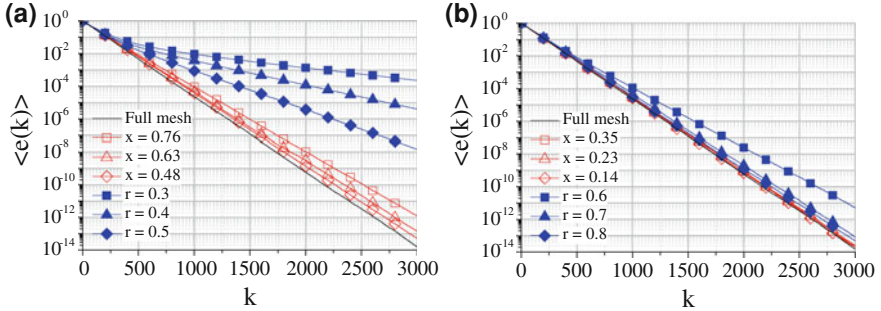 (a)
10^0
10^-2
10^-4
10^-6
10^-8
10^-10
10^-12
10^-14
<e(k)>
Full mesh
x = 0.76
x = 0.63
x = 0.48
r = 0.3
r = 0.4
r = 0.5
0 500 1000 1500 2000 2500 3000
k
(b)
10^0
10^-2
10^-4
10^-6
10^-8
10^-10
10^-12
10^-14
<e(k)>
Full mesh
x = 0.35
x = 0.23
x = 0.14
r = 0.6
r = 0.7
r = 0.8
0 500 1000 1500 2000 2500 3000
k